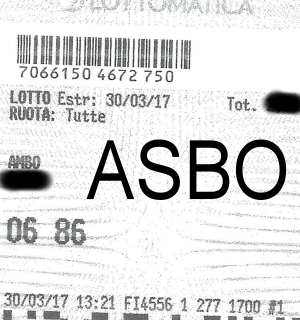 LOTTOMATICA
7066150 4672 750
LOTTO Estr: 30/03/17 Tot.
RUOTA: Tutte
AMBO
ASBO
06 86
30/03/17 13:21 FI4556 1 277 1700 #1